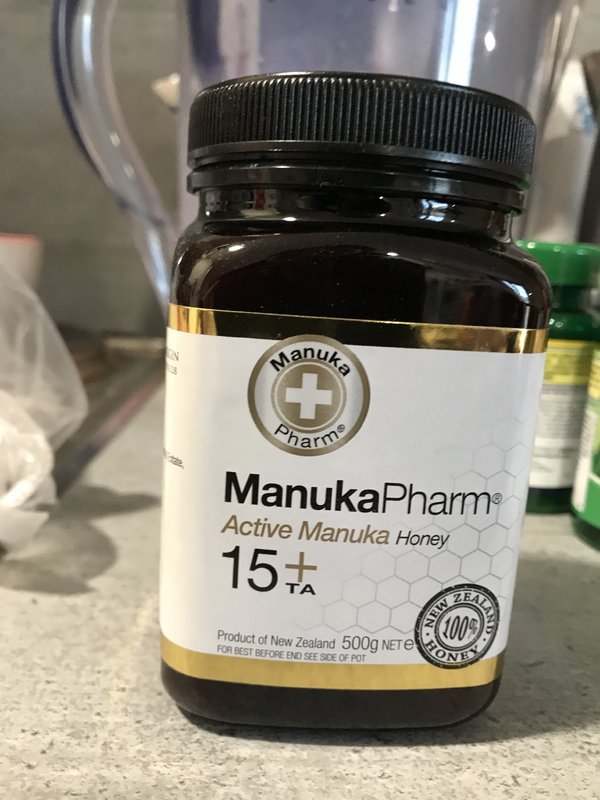 Manuka
Pharm®
ManukaPharm®
Active Manuka Honey
15+
TA
Product of New Zealand 500g NET ℮
FOR BEST BEFORE END SEE SIDE OF POT
NEW ZEALAND
100%
HONEY